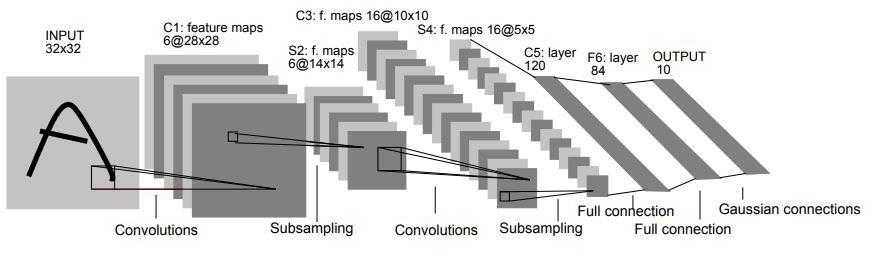 INPUT
32x32
C1: feature maps
6@28x28
S2: f. maps
6@14x14
C3: f. maps 16@10x10
S4: f. maps 16@5x5
C5: layer
120
F6: layer
84
OUTPUT
10
Convolutions
Subsampling
Convolutions
Subsampling
Full connection
Full connection
Gaussian connections